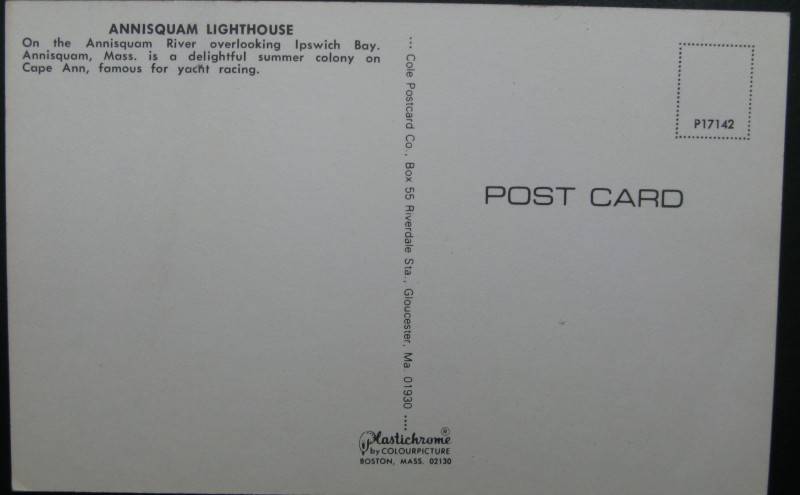 ANNISQUAM LIGHTHOUSE
On the Annisquam River overlooking Ipswich Bay.
Annisquam, Mass. is a delightful summer colony on
Cape Ann, famous for yacht racing.
... Cole Postcard Co., Box 55 Riverdale Sta., Gloucester, Ma 01930 ....
P17142
POST CARD
Plastichrome®
by COLOURPICTURE
BOSTON, MASS. 02130